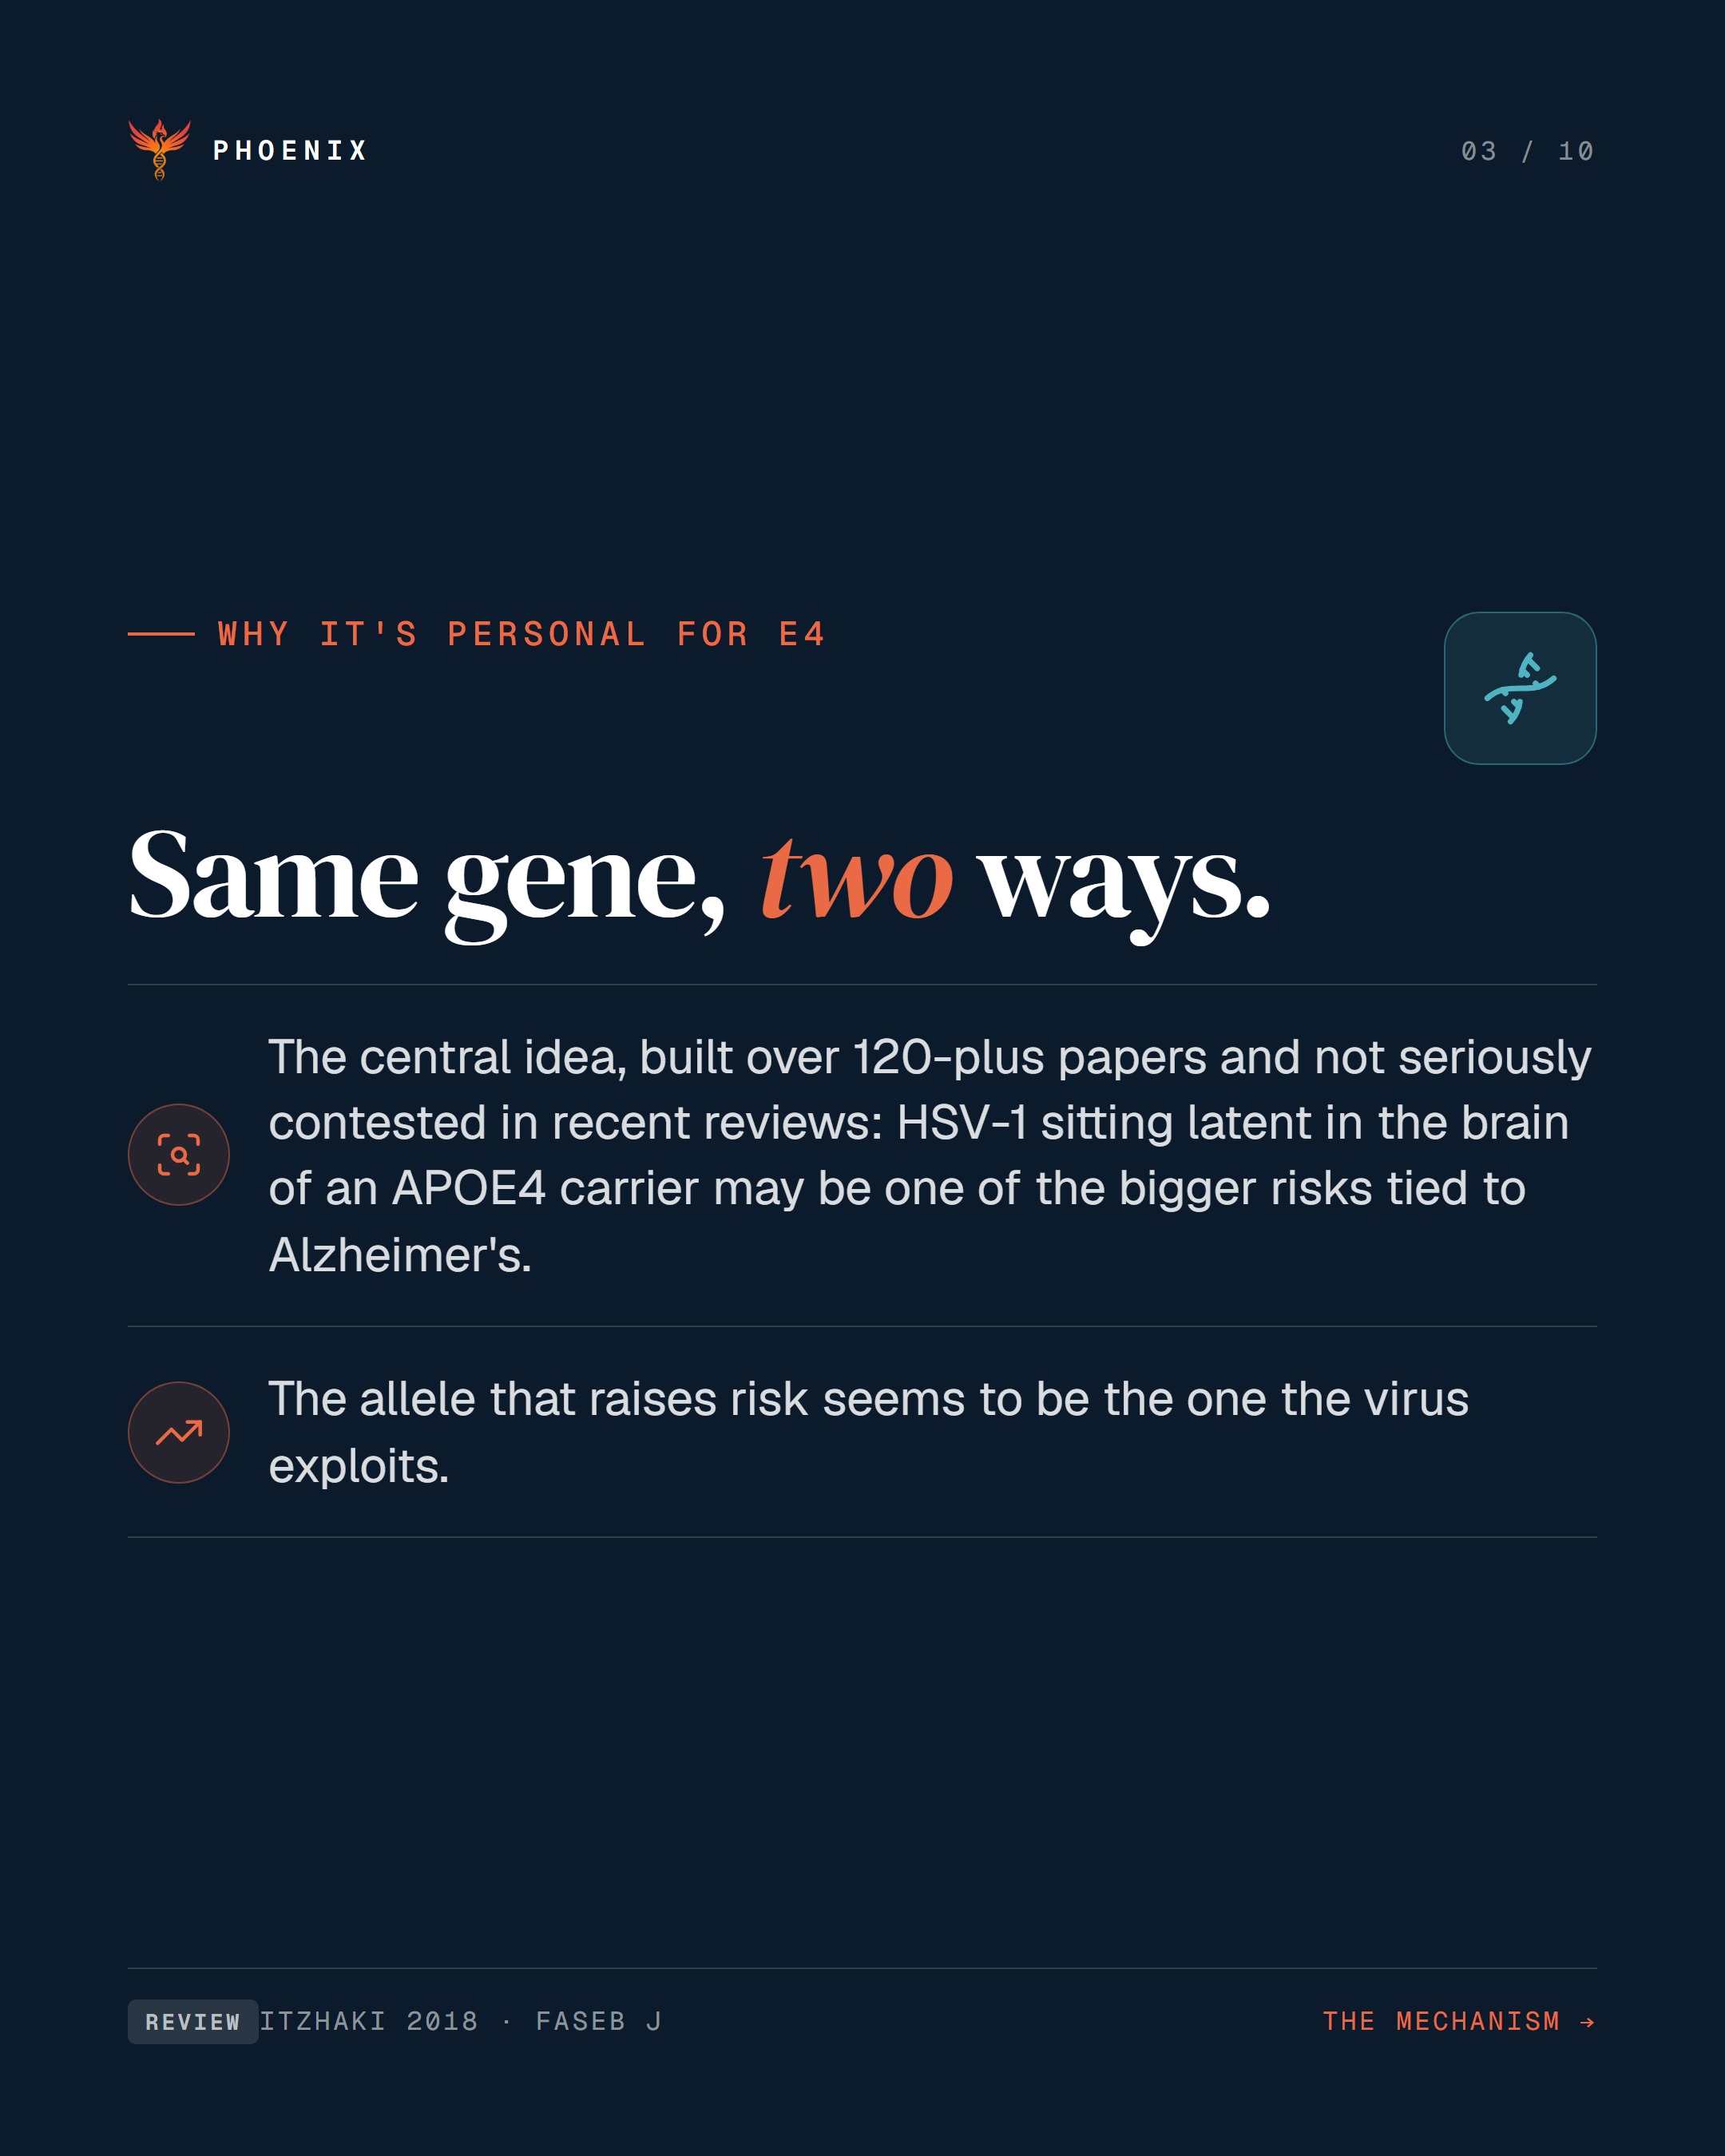 PHOENIX
03 / 10
WHY IT'S PERSONAL FOR E4
Same gene, two ways.
The central idea, built over 120-plus papers and not seriously
contested in recent reviews: HSV-1 sitting latent in the brain
of an APOE4 carrier may be one of the bigger risks tied to
Alzheimer's.
The allele that raises risk seems to be the one the virus
exploits.
REVIEW ITZHAKI 2018 · FASEB J
THE MECHANISM →